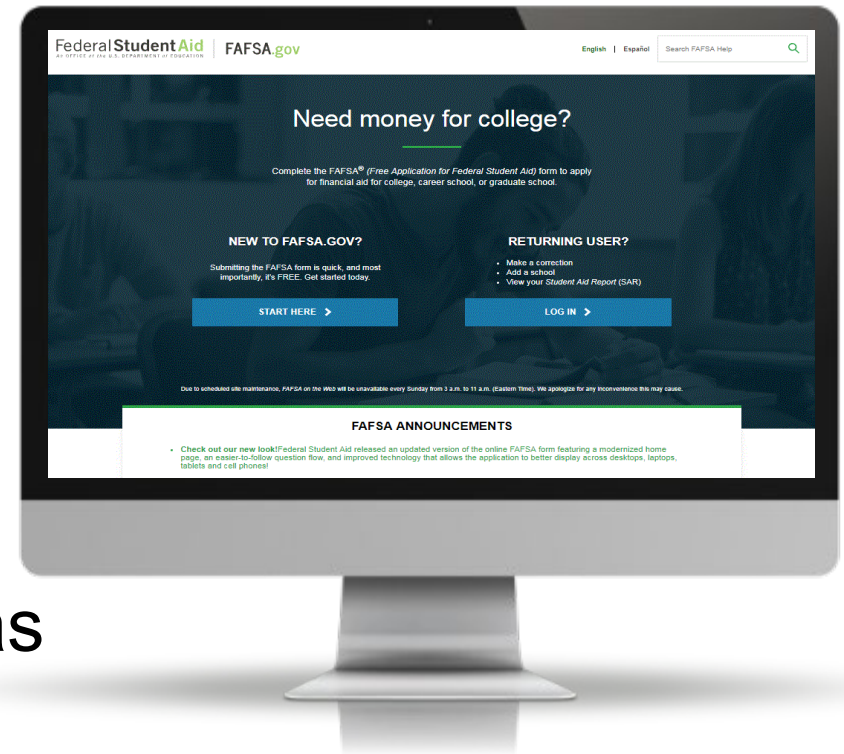 Federal Student Aid
An OFFICE of the U.S. DEPARTMENT of EDUCATION
FAFSA.gov
English | Español
Search FAFSA Help
Need money for college?
Complete the FAFSA® (Free Application for Federal Student Aid) form to apply
for financial aid for college, career school, or graduate school.
NEW TO FAFSA.GOV?
Submitting the FAFSA form is quick, and most
importantly, it's FREE. Get started today.
START HERE
RETURNING USER?
• Make a correction
• Add a school
• View your Student Aid Report (SAR)
LOG IN
Due to scheduled site maintenance, FAFSA on the Web will be unavailable every Sunday from 3 a.m. to 11 a.m. (Eastern Time). We apologize for any inconvenience this may cause.
FAFSA ANNOUNCEMENTS
• Check out our new look!Federal Student Aid released an updated version of the online FAFSA form featuring a modernized home
page, an easier-to-follow question flow, and improved technology that allows the application to better display across desktops, laptops,
tablets and cell phones!